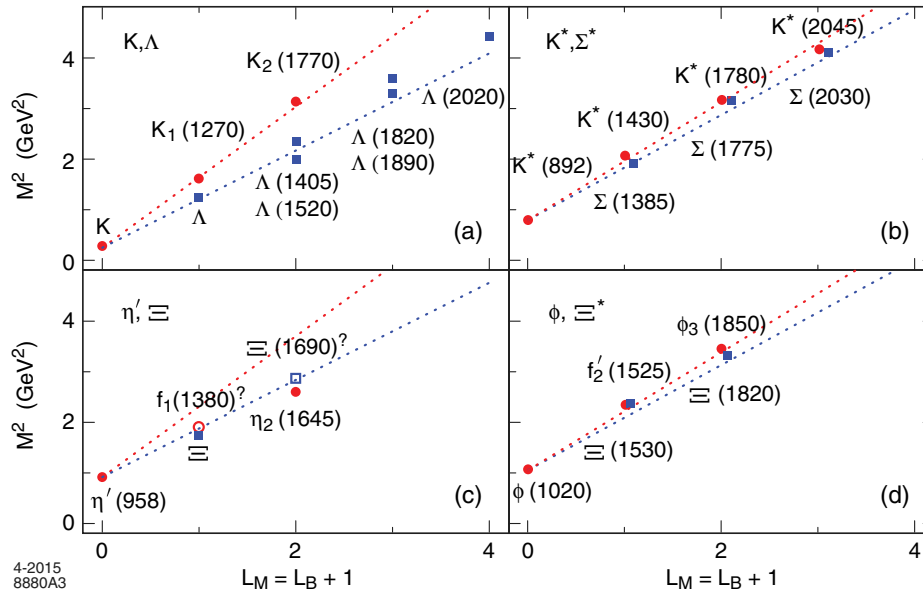 K,Λ
K₂ (1770)
K₁ (1270)
Λ (2020)
Λ (1820)
Λ (1890)
Λ (1405)
Λ (1520)
Λ
K
(a)
4
2
0
M² (GeV²)
K*,Σ*
K* (2045)
K* (1780)
K* (1430)
K* (892)
Σ (2030)
Σ (1775)
Σ (1385)
(b)
η′, Ξ
Ξ (1690)?
f₁(1380)?
η₂ (1645)
Ξ
η′ (958)
(c)
4
2
0
M² (GeV²)
0 2 4
L_M = L_B + 1
ϕ, Ξ*
ϕ₃ (1850)
f₂′ (1525)
Ξ (1820)
Ξ (1530)
ϕ (1020)
(d)
0 2 4
L_M = L_B + 1
4-2015
8880A3